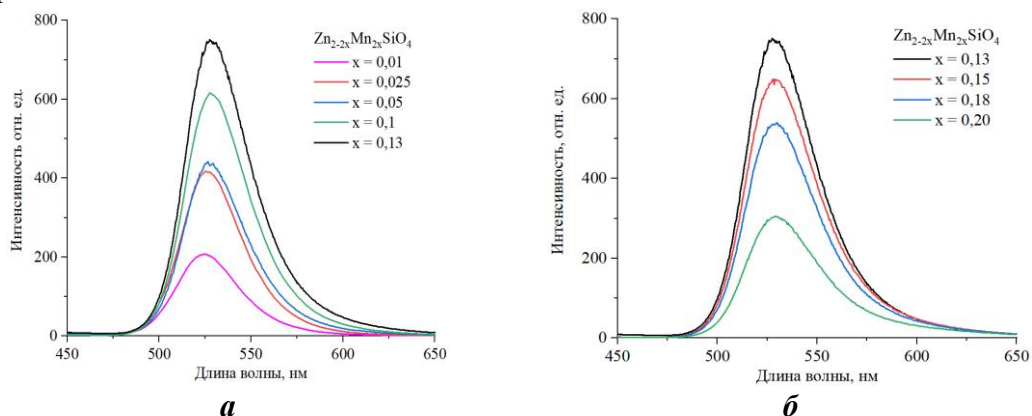 800
600
400
200
0
Интенсивность отн. ед.
Zn₂₋₂ₓMn₂ₓSiO₄
x = 0,01
x = 0,025
x = 0,05
x = 0,1
x = 0,13
450 500 550 600 650
Длина волны, нм
а
800
600
400
200
0
Интенсивность, отн. ед.
Zn₂₋₂ₓMn₂ₓSiO₄
x = 0,13
x = 0,15
x = 0,18
x = 0,20
450 500 550 600 650
Длина волны, нм
б